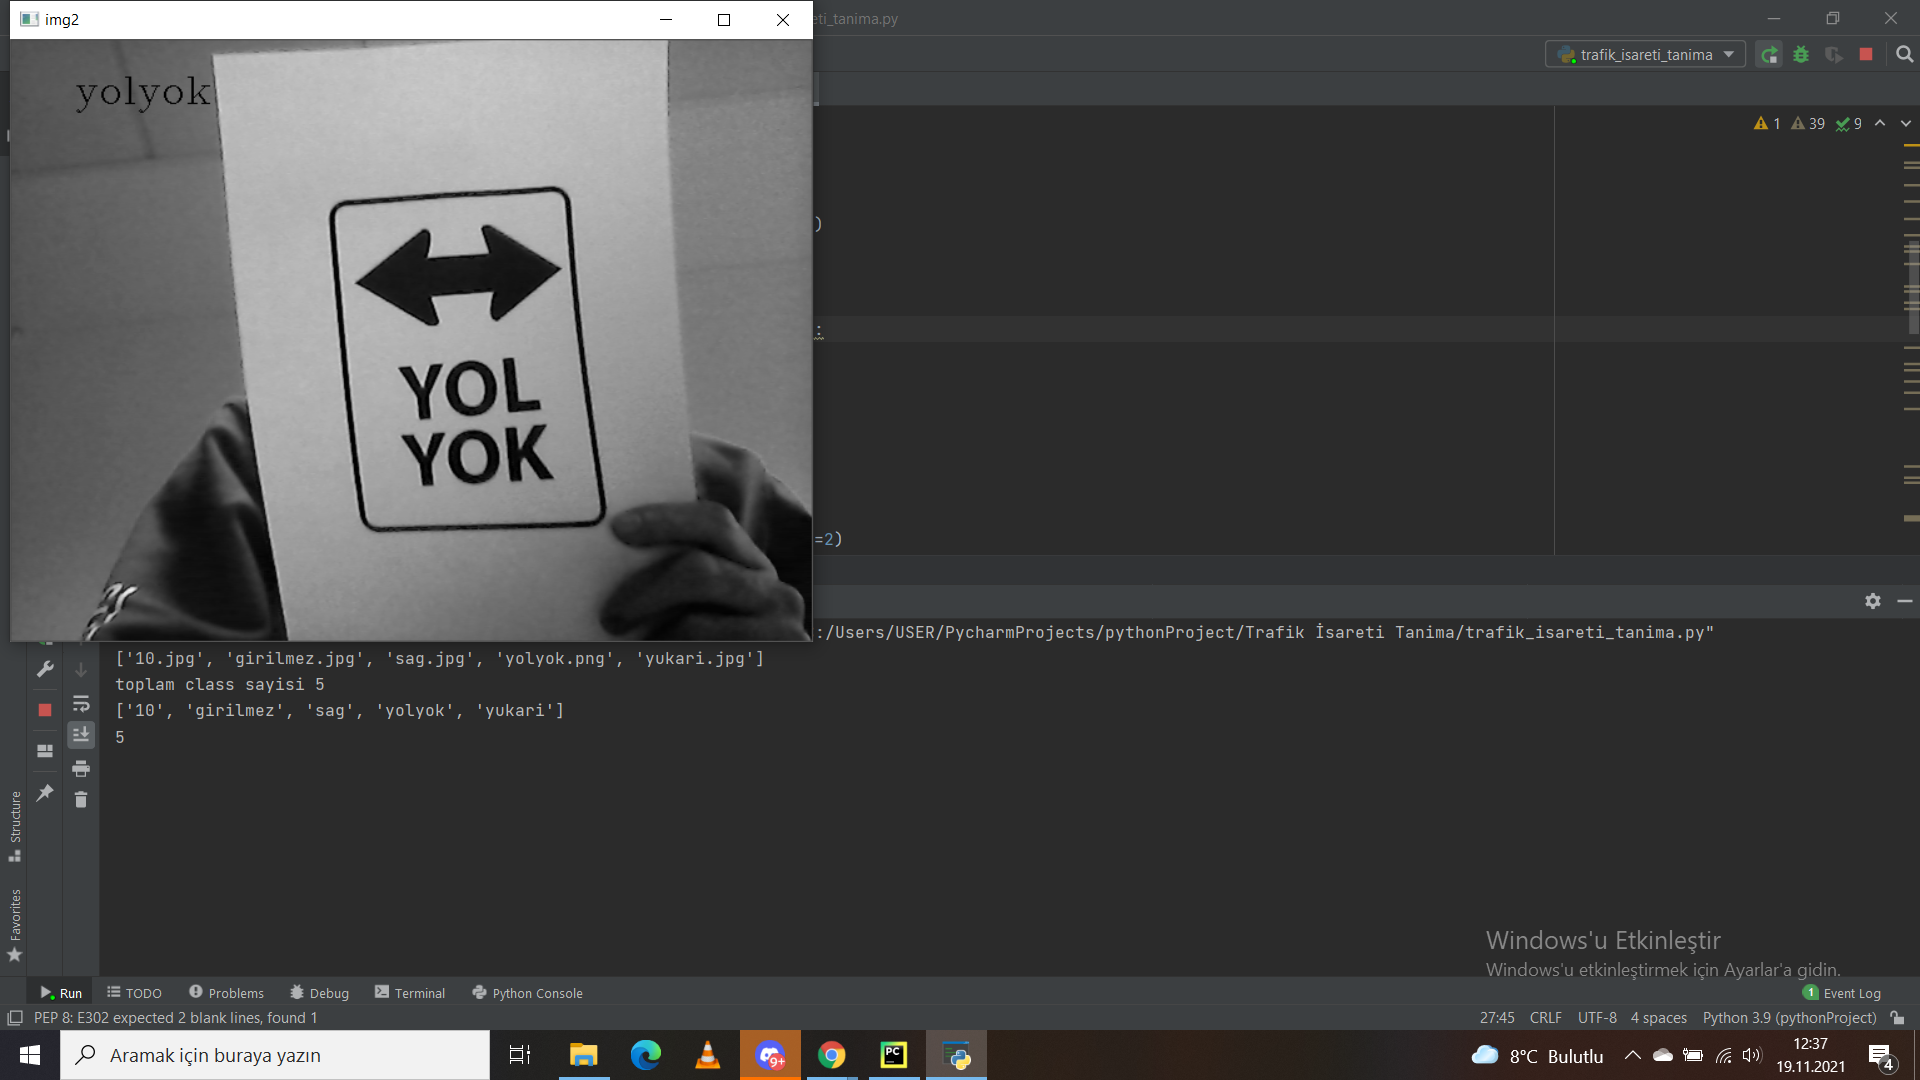 img2
eti_tanima.py
trafik_isareti_tanima
1 39 9
yolyok
YOL
YOK
)
:
=2)
:/Users/USER/PycharmProjects/pythonProject/Trafik İsareti Tanima/trafik_isareti_tanima.py"
['10.jpg', 'girilmez.jpg', 'sag.jpg', 'yolyok.png', 'yukari.jpg']
toplam class sayisi 5
['10', 'girilmez', 'sag', 'yolyok', 'yukari']
5
Structure
Favorites
Windows'u Etkinleştir
Windows'u etkinleştirmek için Ayarlar'a gidin.
Run TODO Problems Debug Terminal Python Console 1 Event Log
PEP 8: E302 expected 2 blank lines, found 1 27:45 CRLF UTF-8 4 spaces Python 3.9 (pythonProject)
Aramak için buraya yazın 9+ PC 8°C Bulutlu 12:37
19.11.2021 4